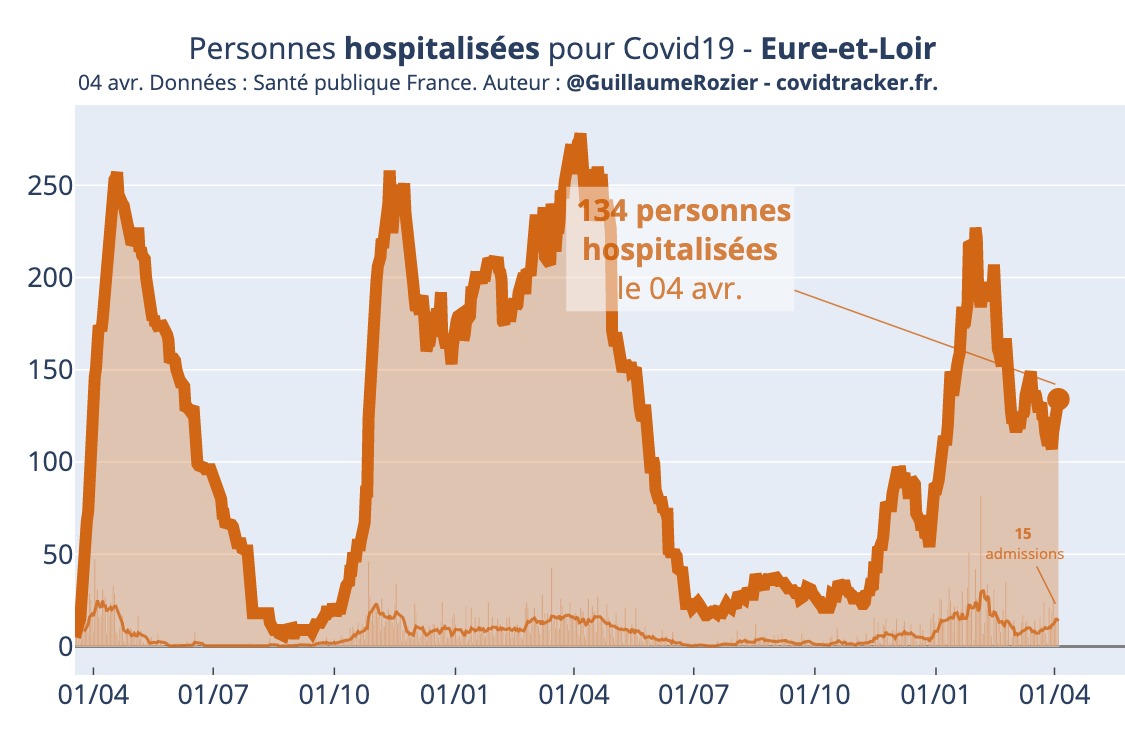 Personnes hospitalisées pour Covid19 - Eure-et-Loir
04 avr. Données : Santé publique France. Auteur : @GuillaumeRozier - covidtracker.fr.
250
200
150
100
50
0
134 personnes
hospitalisées
le 04 avr.
15
admissions
01/04 01/07 01/10 01/01 01/04 01/07 01/10 01/01 01/04